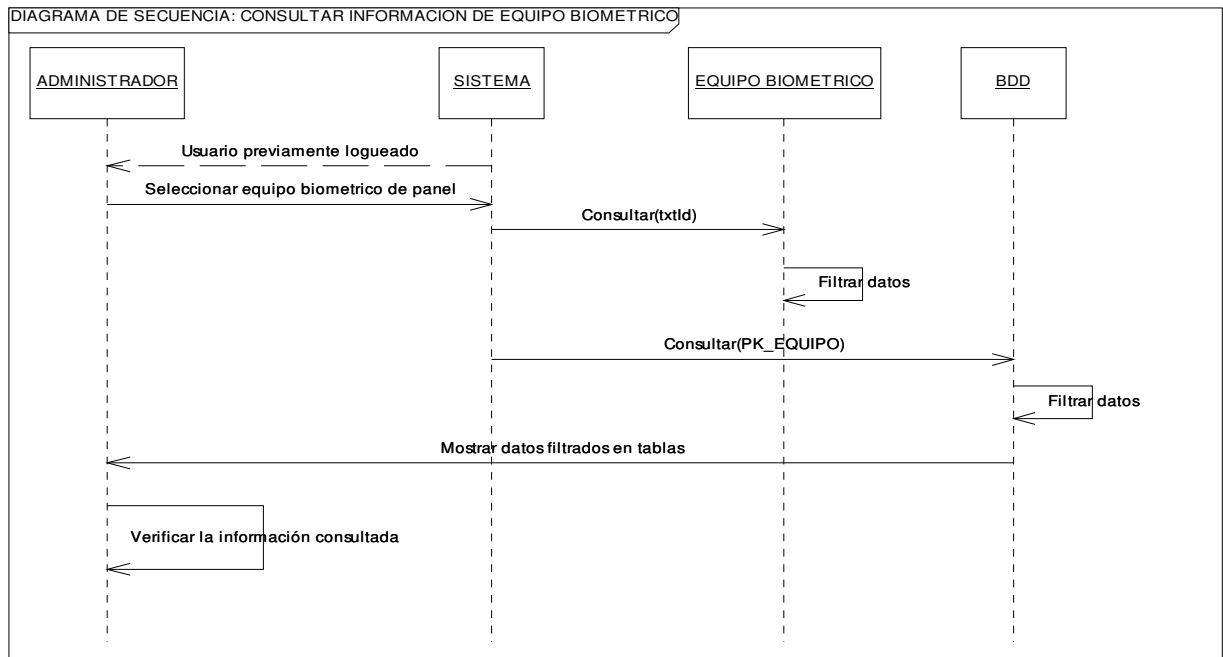 DIAGRAMA DE SECUENCIA: CONSULTAR INFORMACION DE EQUIPO BIOMETRICO
ADMINISTRADOR
SISTEMA
EQUIPO BIOMETRICO
BDD
Usuario previamente logueado
Seleccionar equipo biometrico de panel
Consultar(txtId)
Filtrar datos
Consultar(PK_EQUIPO)
Filtrar datos
Mostrar datos filtrados en tablas
Verificar la información consultada